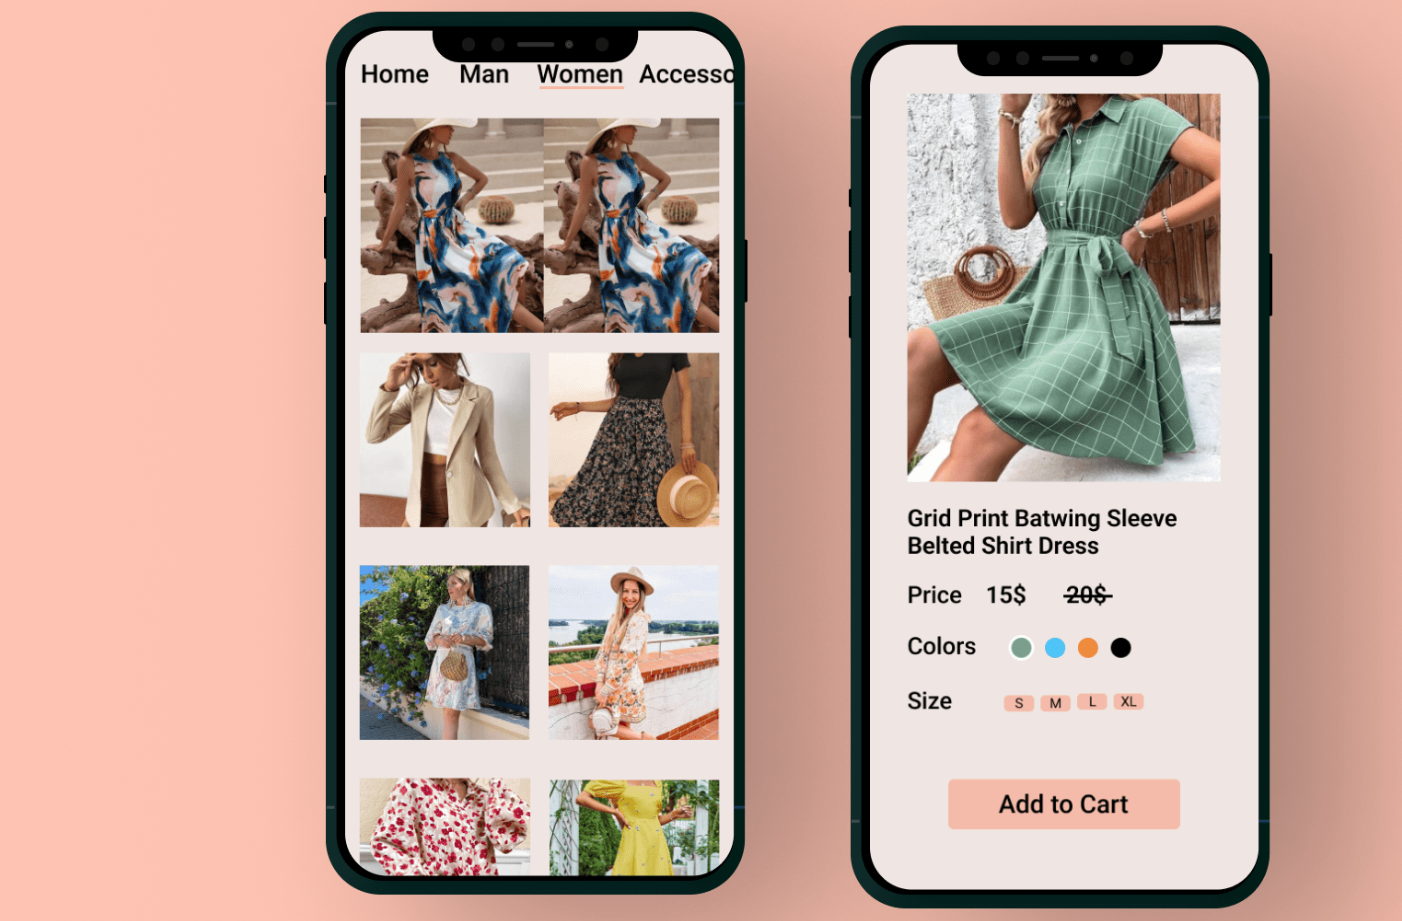 Home Man Women Accesso
Grid Print Batwing Sleeve
Belted Shirt Dress
Price 15$ 20$
Colors
Size S M L XL
Add to Cart